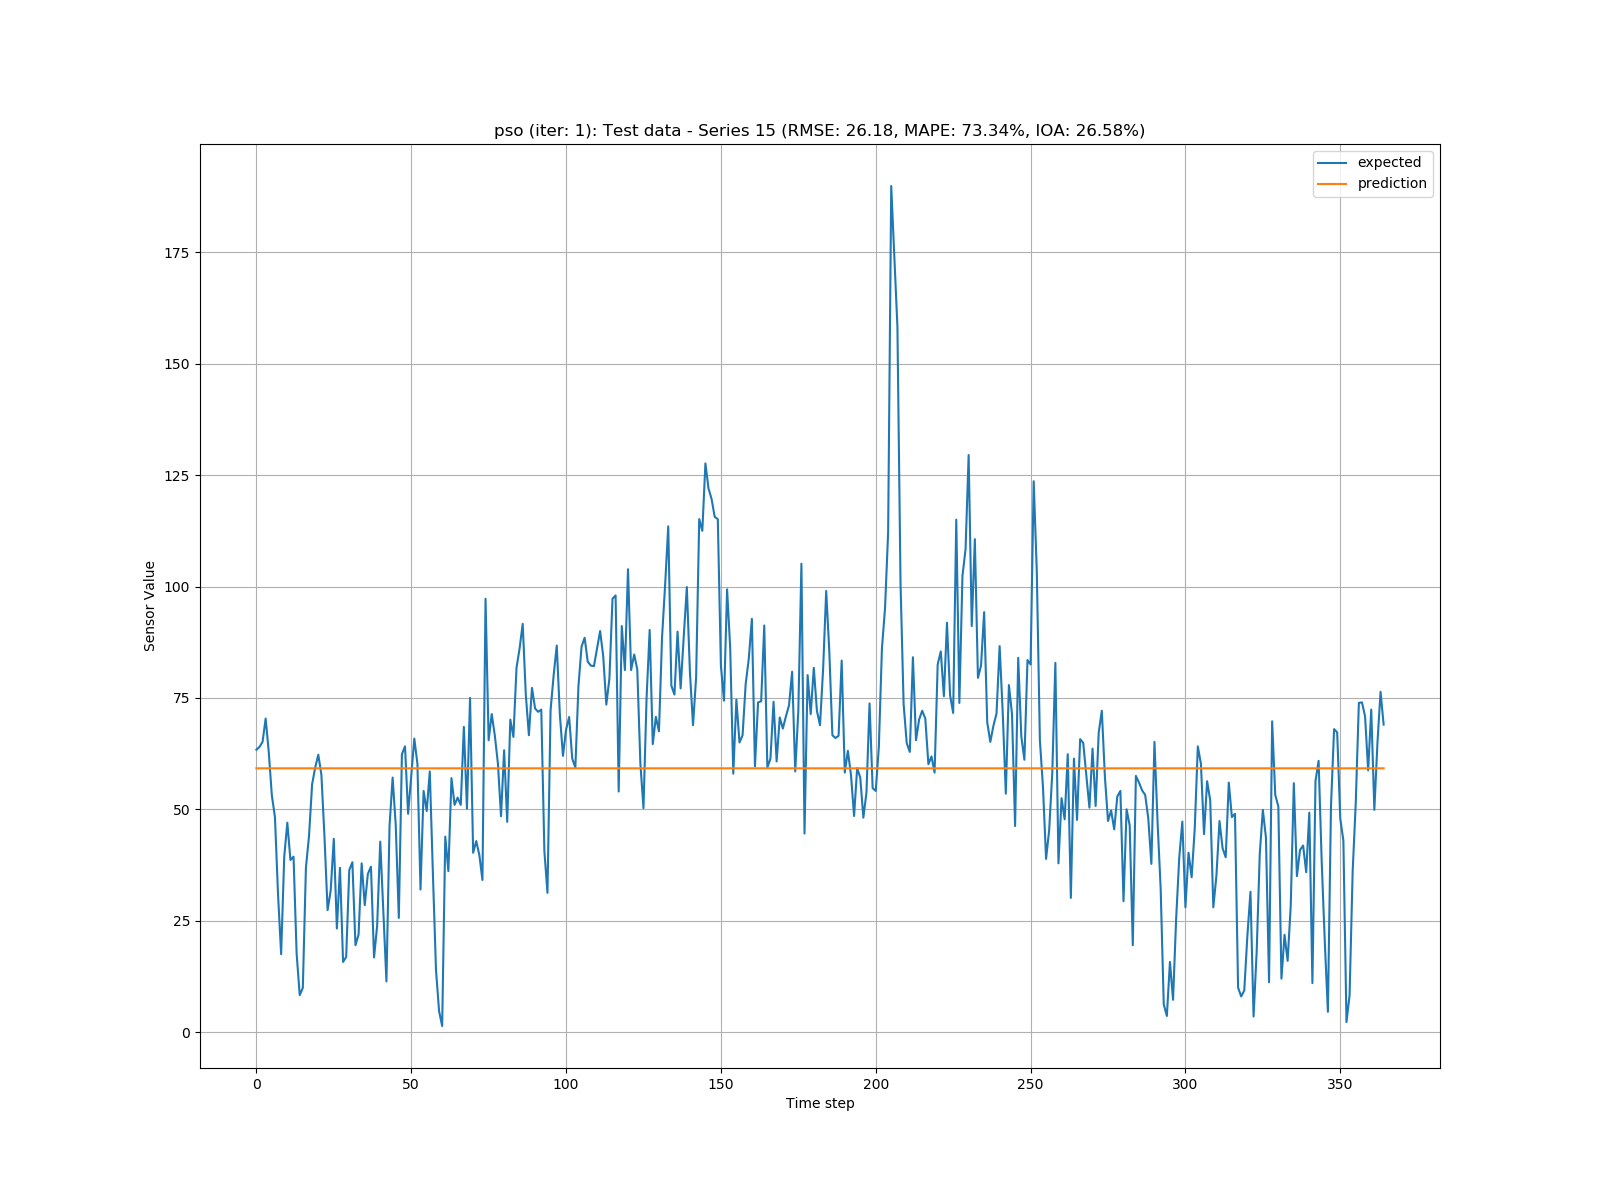 pso (iter: 1): Test data - Series 15 (RMSE: 26.18, MAPE: 73.34%, IOA: 26.58%)
expected
prediction
175
150
125
100
75
50
25
0
Sensor Value
0 50 100 150 200 250 300 350
Time step